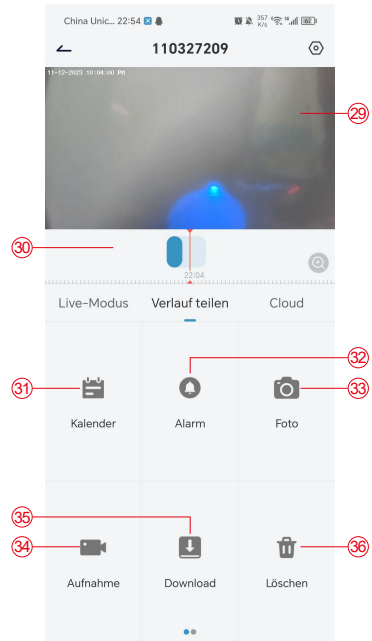 China Unic... 22:54
357 K/s
110327209
11-12-2023 10:04:00 PM
29
30
22:04
Live-Modus Verlauf teilen Cloud
32
31 33
Kalender Alarm Foto
35
34 36
Aufnahme Download Löschen